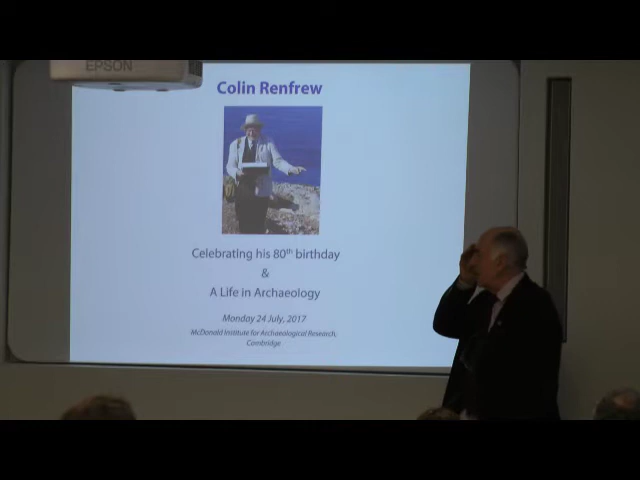 EPSON
Colin Renfrew
Celebrating his 80th birthday
&
A Life in Archaeology
Monday 24 July, 2017
McDonald Institute for Archaeological Research,
Cambridge